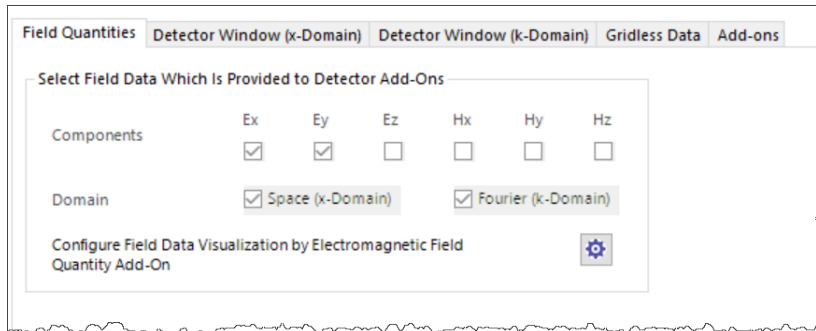 Field Quantities Detector Window (x-Domain) Detector Window (k-Domain) Gridless Data Add-ons
Select Field Data Which Is Provided to Detector Add-Ons
Ex Ey Ez Hx Hy Hz
Components
Domain Space (x-Domain) Fourier (k-Domain)
Configure Field Data Visualization by Electromagnetic Field
Quantity Add-On